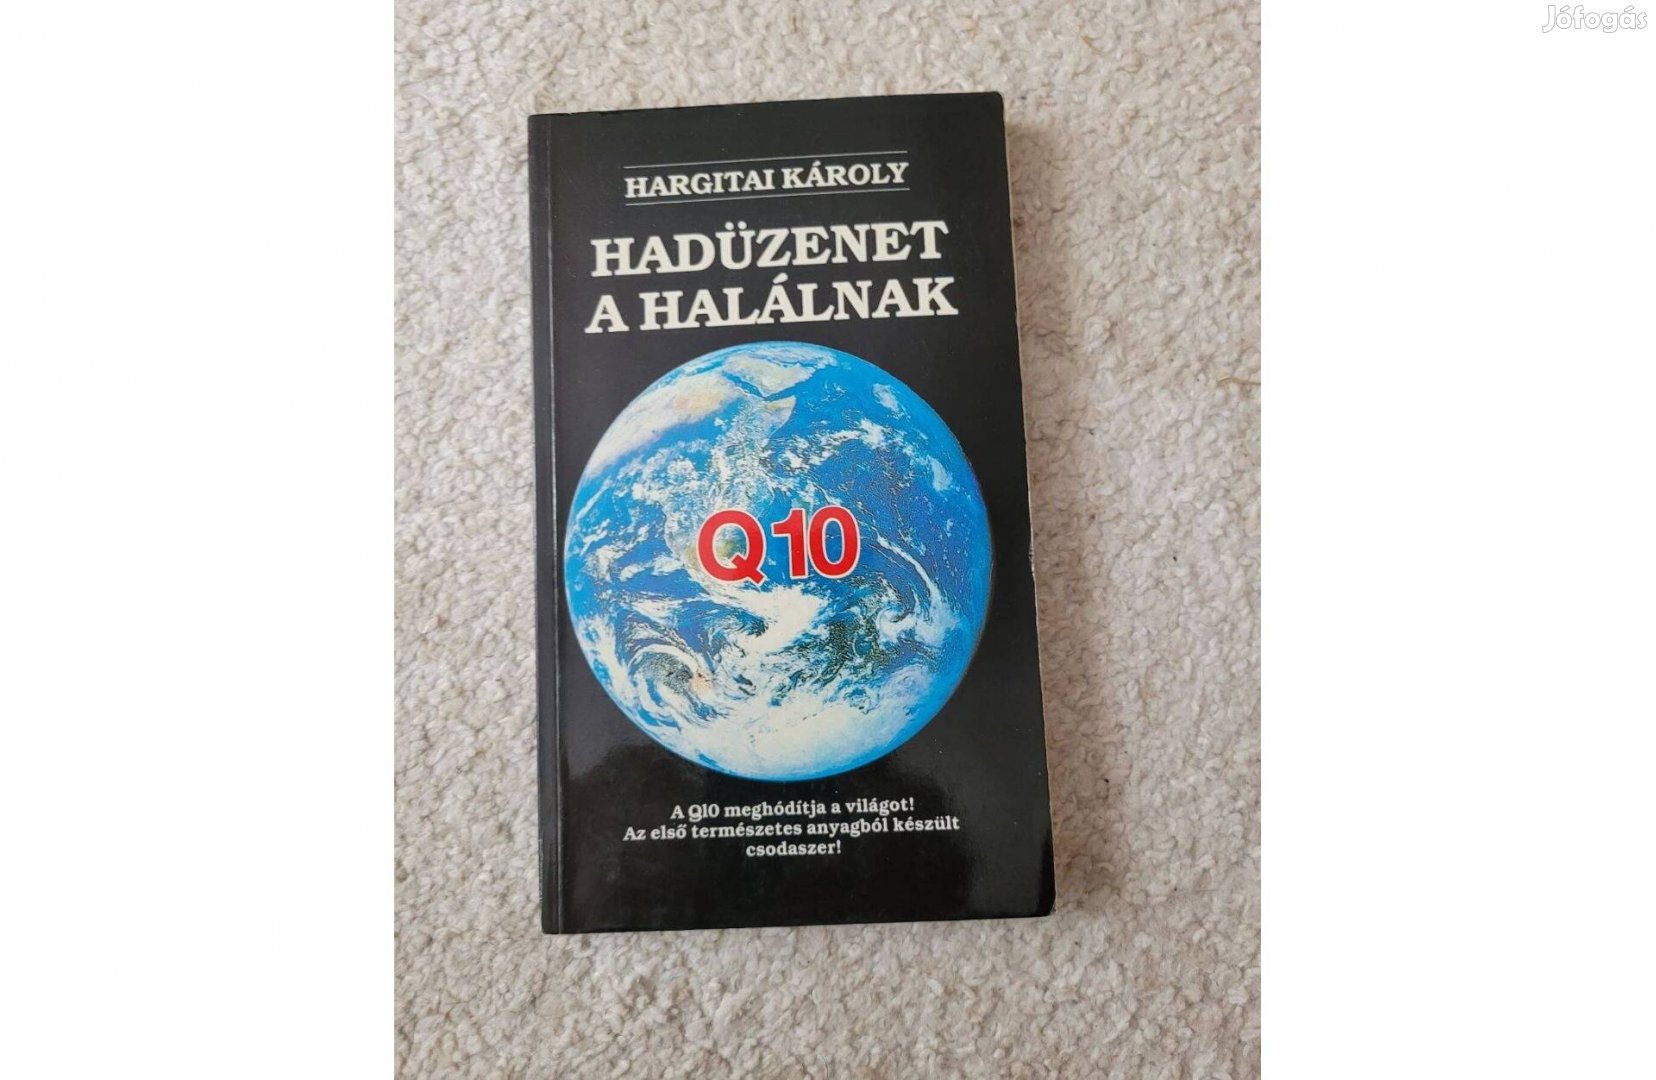 Jófogás
HARGITAI KÁROLY
HADÜZENET
A HALÁLNAK
Q10
A Q10 meghódítja a világot!
Az első természetes anyagból készült
csodaszer!